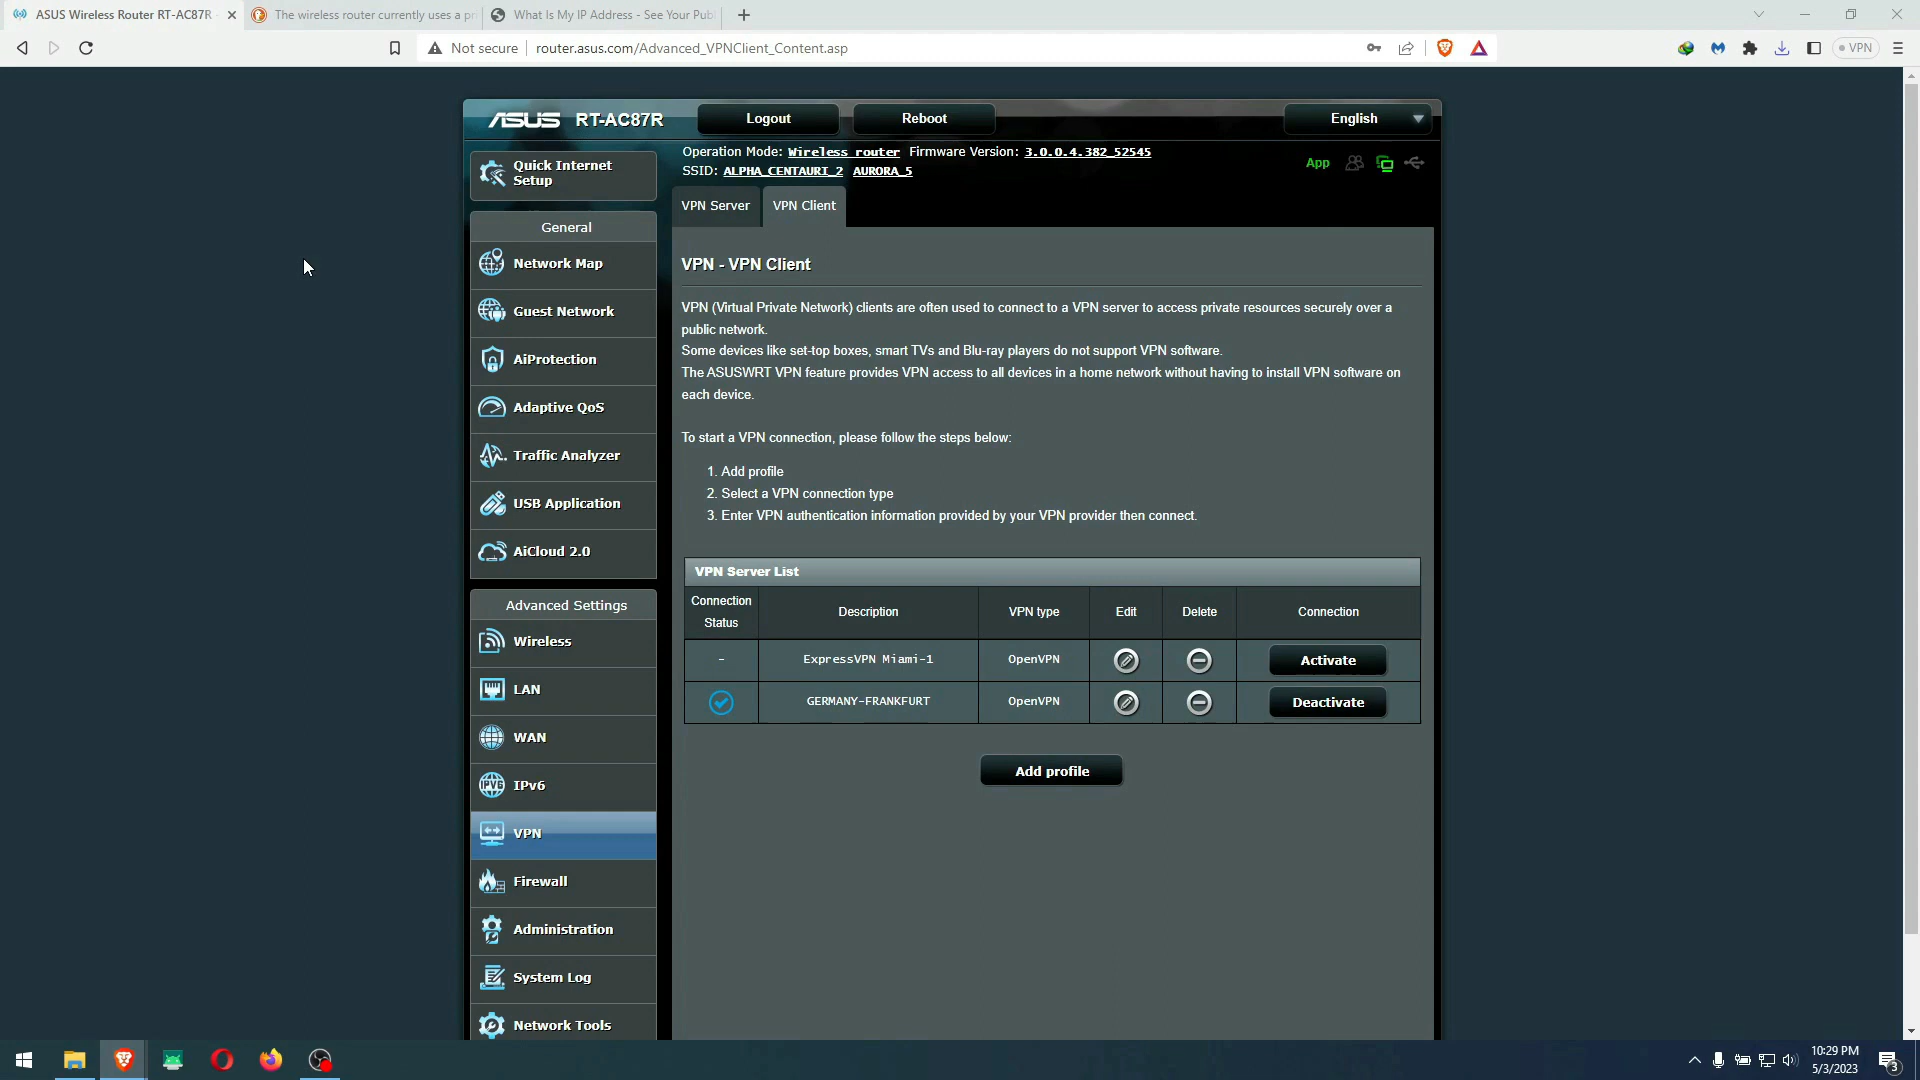 ASUS Wireless Router RT-AC87R
The wireless router currently uses a pr
What Is My IP Address - See Your Publ
Not secure
router.asus.com/Advanced_VPNClient_Content.asp
VPN
ASUS RT-AC87R
Logout
Reboot
English
Quick Internet
Setup
Operation Mode: Wireless router Firmware Version: 3.0.0.4.382_52545
SSID: ALPHA_CENTAURI_2 AURORA_5
App
VPN Server
VPN Client
General
Network Map
Guest Network
AiProtection
Adaptive QoS
Traffic Analyzer
USB Application
AiCloud 2.0
Advanced Settings
Wireless
LAN
WAN
IPv6
VPN
Firewall
Administration
System Log
Network Tools
VPN - VPN Client
VPN (Virtual Private Network) clients are often used to connect to a VPN server to access private resources securely over a
public network.
Some devices like set-top boxes, smart TVs and Blu-ray players do not support VPN software.
The ASUSWRT VPN feature provides VPN access to all devices in a home network without having to install VPN software on
each device.
To start a VPN connection, please follow the steps below:
1. Add profile
2. Select a VPN connection type
3. Enter VPN authentication information provided by your VPN provider then connect.
VPN Server List
Connection
Status
Description
VPN type
Edit
Delete
Connection
- ExpressVPN Miami-1 OpenVPN Activate
GERMANY-FRANKFURT OpenVPN Deactivate
Add profile
10:29 PM
5/3/2023
3